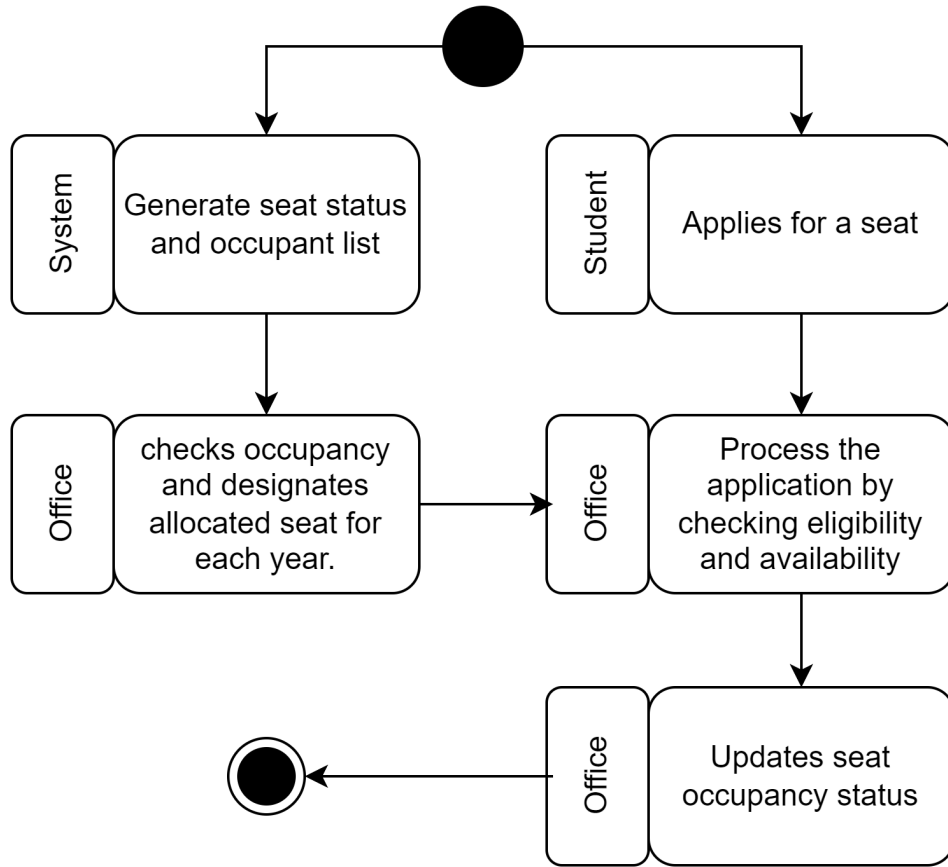 System
Generate seat status
and occupant list
Student
Applies for a seat
Office
checks occupancy
and designates
allocated seat for
each year.
Office
Process the
application by
checking eligibility
and availability
Office
Updates seat
occupancy status